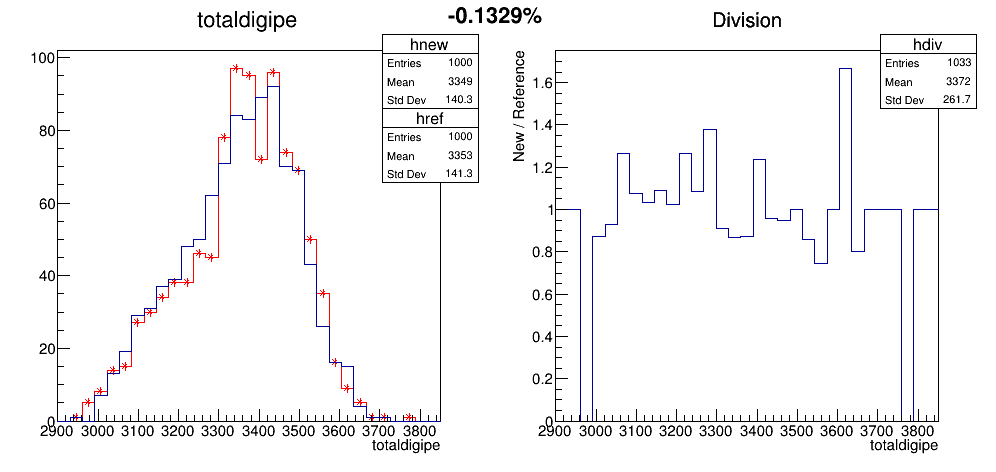 totaldigipe
-0.1329%
Division
hnew
Entries 1000
Mean 3349
Std Dev 140.3
href
Entries 1000
Mean 3353
Std Dev 141.3
100
80
60
40
20
0
2900 3000 3100 3200 3300 3400 3500 3600 3700 3800
totaldigipe
hdiv
Entries 1033
Mean 3372
Std Dev 261.7
New / Reference
1.6
1.4
1.2
1
0.8
0.6
0.4
0.2
0
2900 3000 3100 3200 3300 3400 3500 3600 3700 3800
totaldigipe